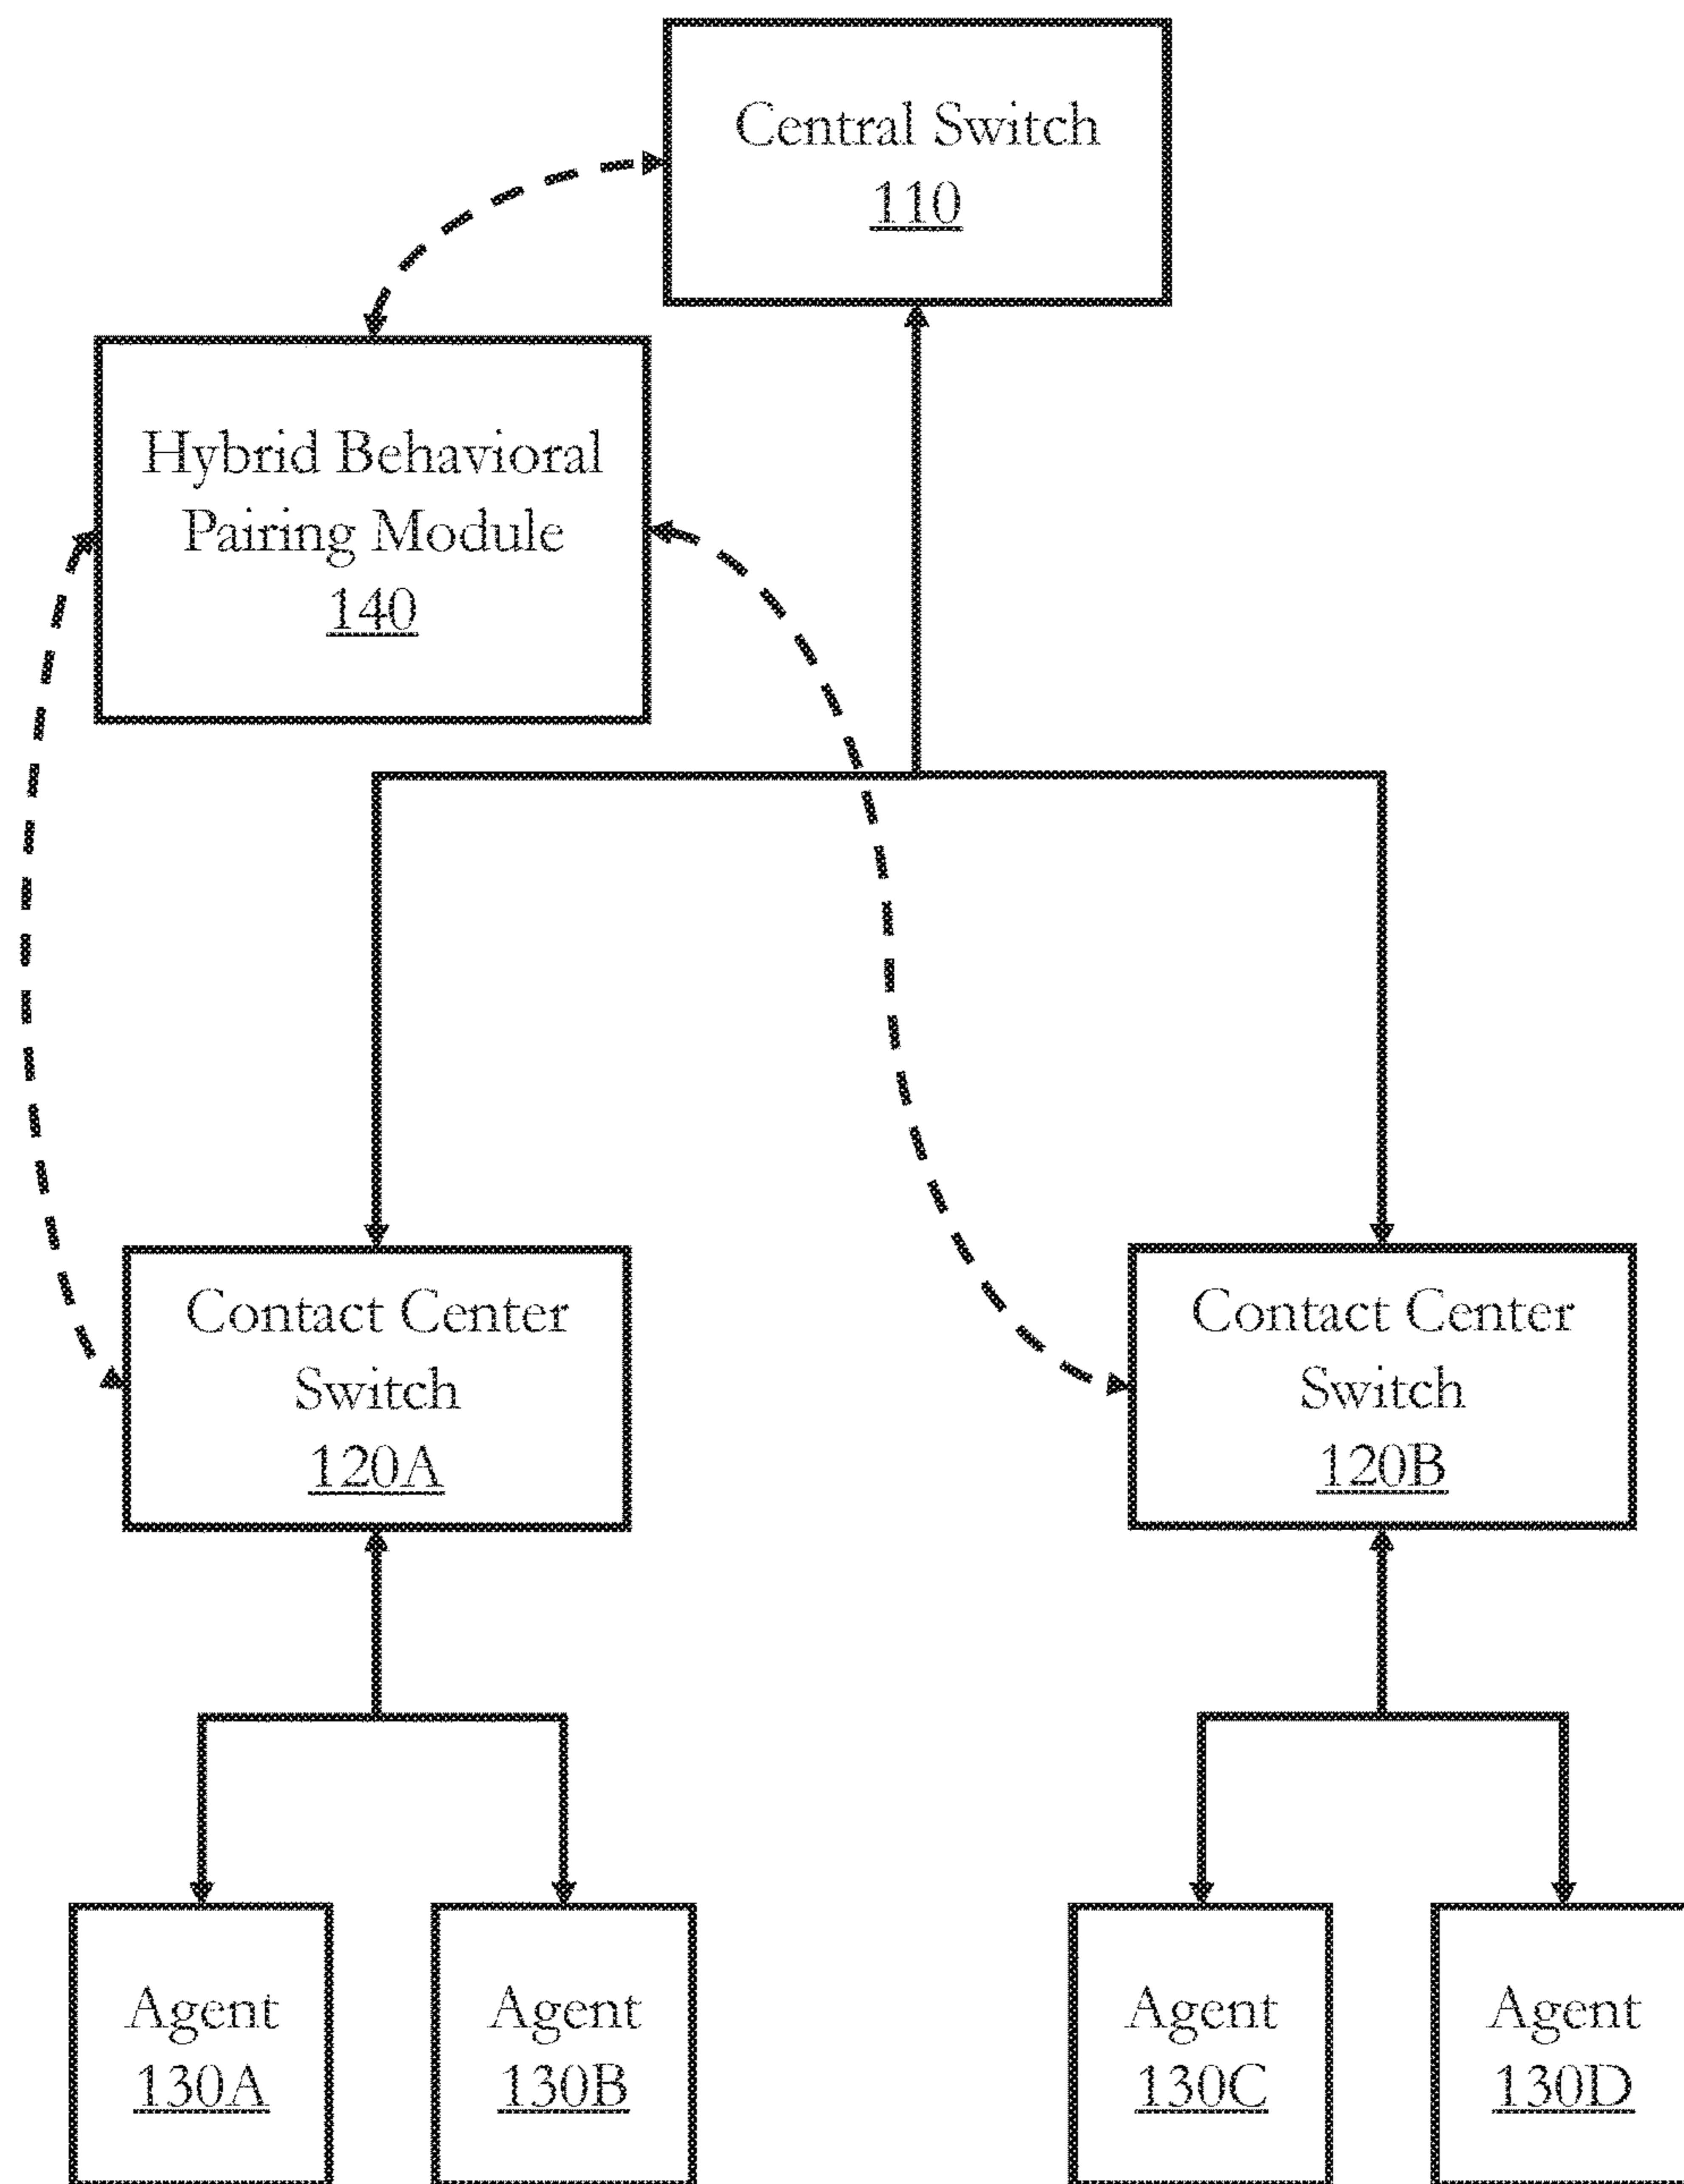 Central Switch
110
Hybrid Behavioral
Pairing Module
140
Contact Center
Switch
120A
Contact Center
Switch
120B
Agent
130A
Agent
130B
Agent
130C
Agent
130D